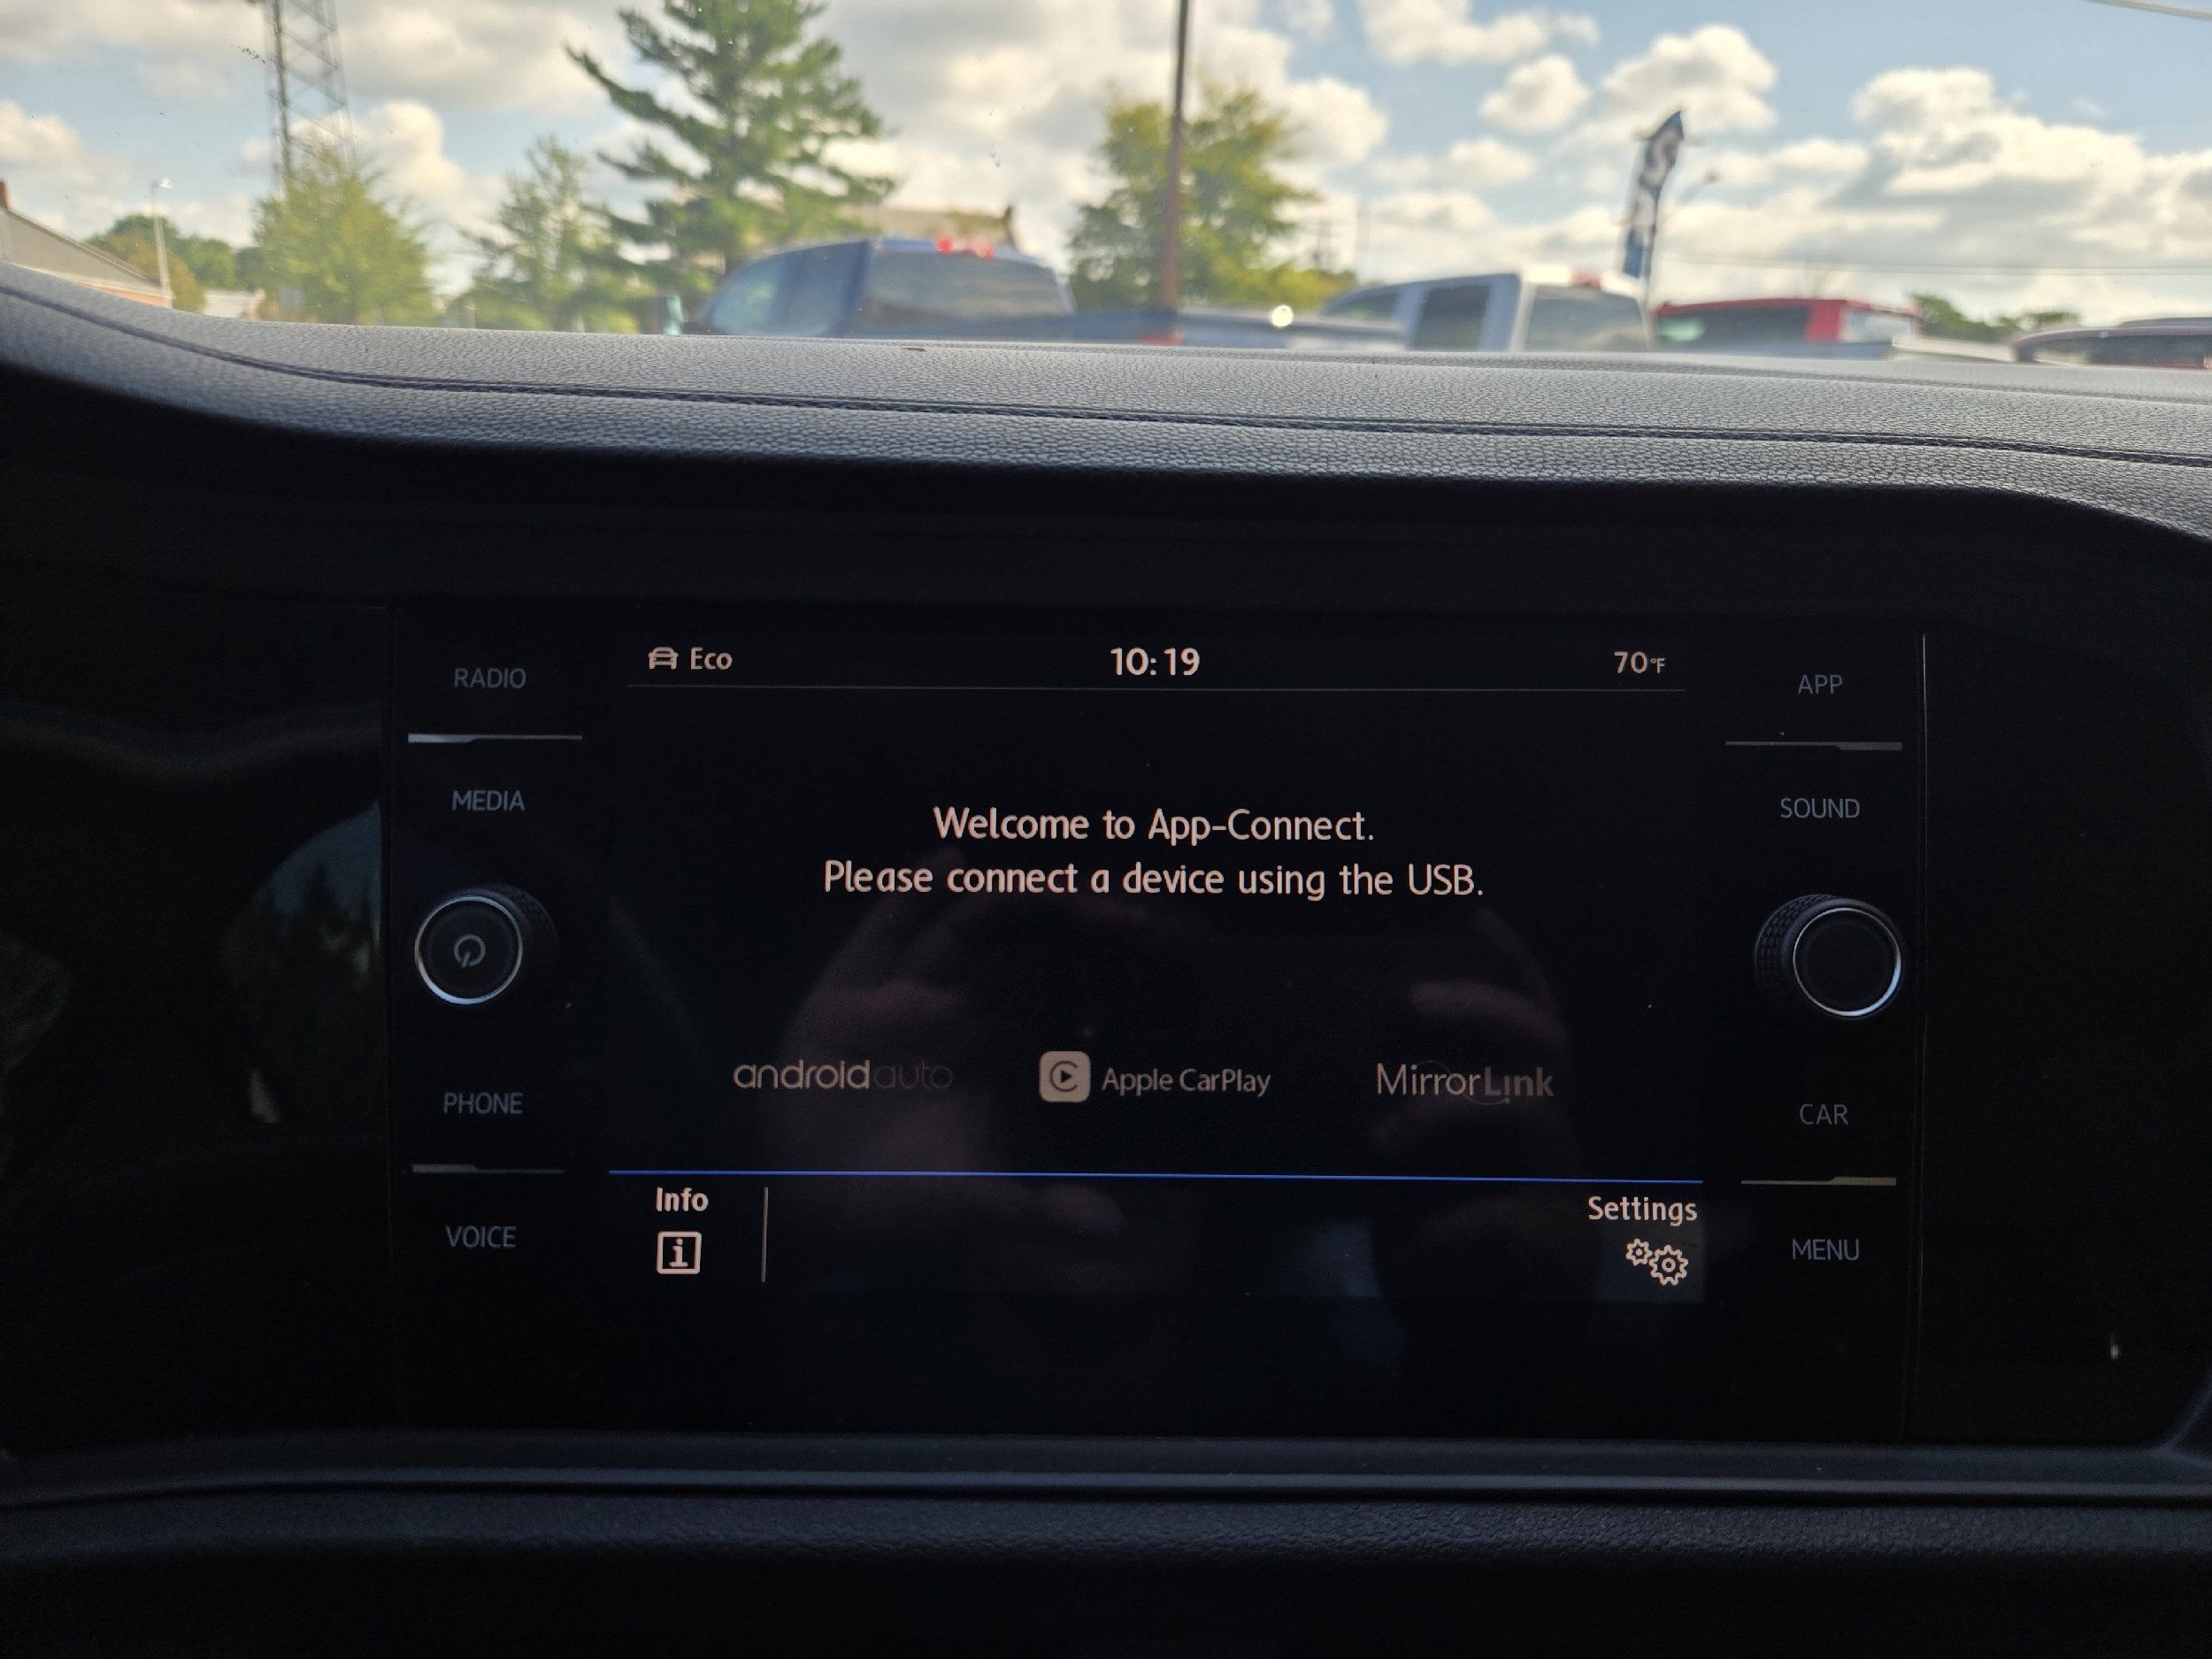 RADIO
MEDIA
PHONE
VOICE
Eco
10:19
70°F
Welcome to App-Connect.
Please connect a device using the USB.
androidauto
Apple CarPlay
MirrorLink
Info
Settings
APP
SOUND
CAR
MENU